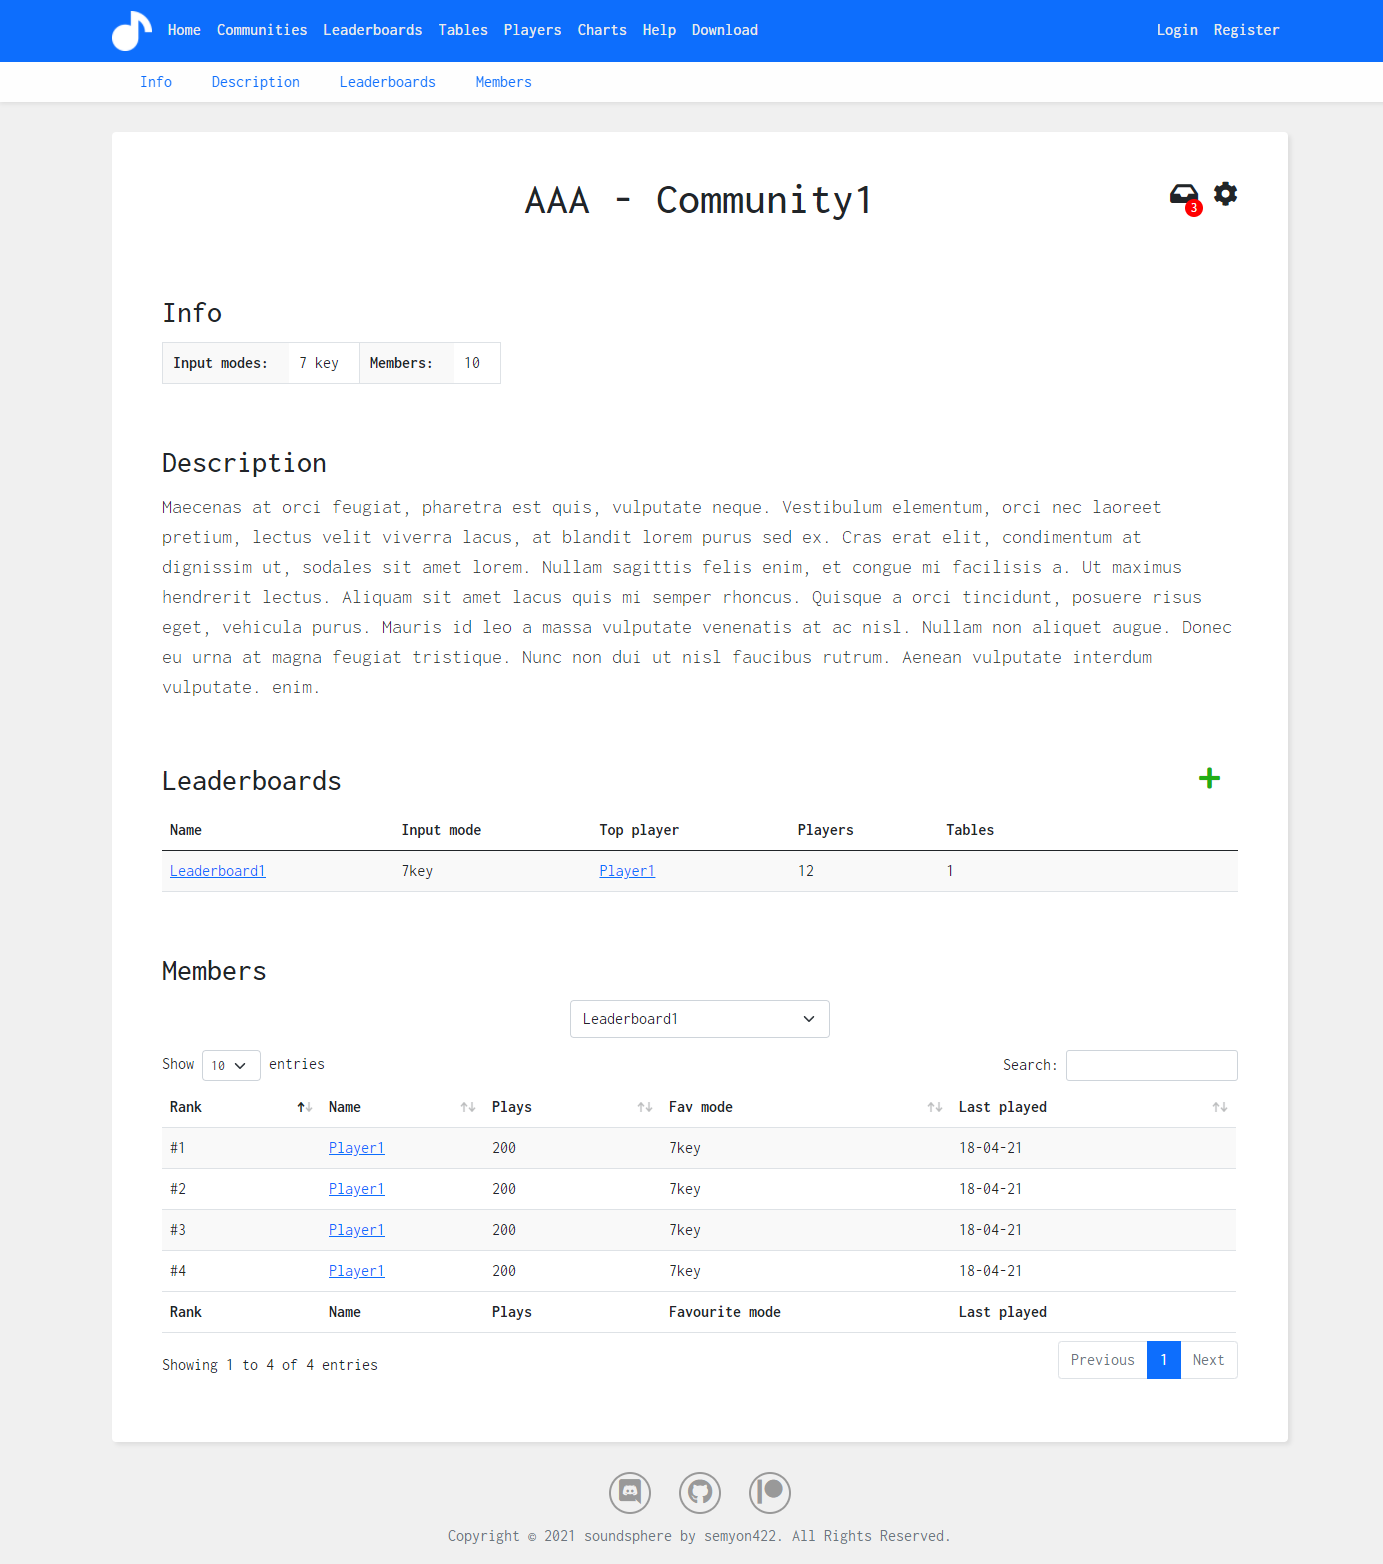 Home Communities Leaderboards Tables Players Charts Help Download Login Register
Info Description Leaderboards Members
AAA - Community1
3
Info
Input modes: 7 key Members: 10
Description
Maecenas at orci feugiat, pharetra est quis, vulputate neque. Vestibulum elementum, orci nec laoreet
pretium, lectus velit viverra lacus, at blandit lorem purus sed ex. Cras erat elit, condimentum at
dignissim ut, sodales sit amet lorem. Nullam sagittis felis enim, et congue mi facilisis a. Ut maximus
hendrerit lectus. Aliquam sit amet lacus quis mi semper rhoncus. Quisque a orci tincidunt, posuere risus
eget, vehicula purus. Mauris id leo a massa vulputate venenatis at ac nisl. Nullam non aliquet augue. Donec
eu urna at magna feugiat tristique. Nunc non dui ut nisl faucibus rutrum. Aenean vulputate interdum
vulputate. enim.
Leaderboards
Name Input mode Top player Players Tables
Leaderboard1 7key Player1 12 1
Members
Leaderboard1
Show 10 entries Search:
Rank Name Plays Fav mode Last played
#1 Player1 200 7key 18-04-21
#2 Player1 200 7key 18-04-21
#3 Player1 200 7key 18-04-21
#4 Player1 200 7key 18-04-21
Rank Name Plays Favourite mode Last played
Showing 1 to 4 of 4 entries Previous 1 Next
Copyright © 2021 soundsphere by semyon422. All Rights Reserved.